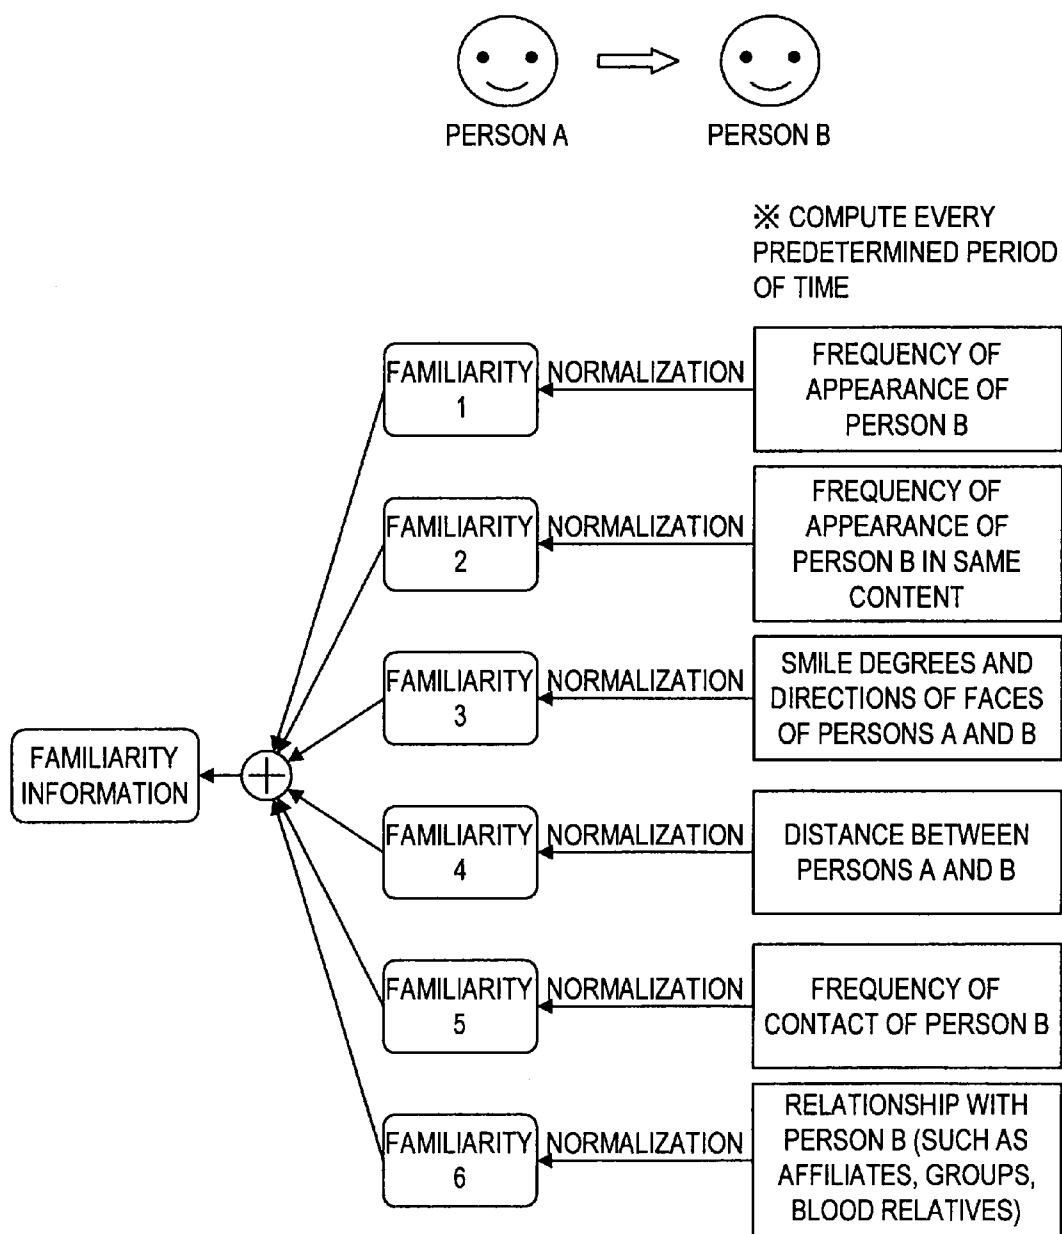 PERSON A
PERSON B
※ COMPUTE EVERY
PREDETERMINED PERIOD
OF TIME
FAMILIARITY
1
NORMALIZATION
FREQUENCY OF
APPEARANCE OF
PERSON B
FAMILIARITY
2
NORMALIZATION
FREQUENCY OF
APPEARANCE OF
PERSON B IN SAME
CONTENT
FAMILIARITY
3
NORMALIZATION
SMILE DEGREES AND
DIRECTIONS OF FACES
OF PERSONS A AND B
FAMILIARITY
INFORMATION
FAMILIARITY
4
NORMALIZATION
DISTANCE BETWEEN
PERSONS A AND B
FAMILIARITY
5
NORMALIZATION
FREQUENCY OF
CONTACT OF PERSON B
FAMILIARITY
6
NORMALIZATION
RELATIONSHIP WITH
PERSON B (SUCH AS
AFFILIATES, GROUPS,
BLOOD RELATIVES)